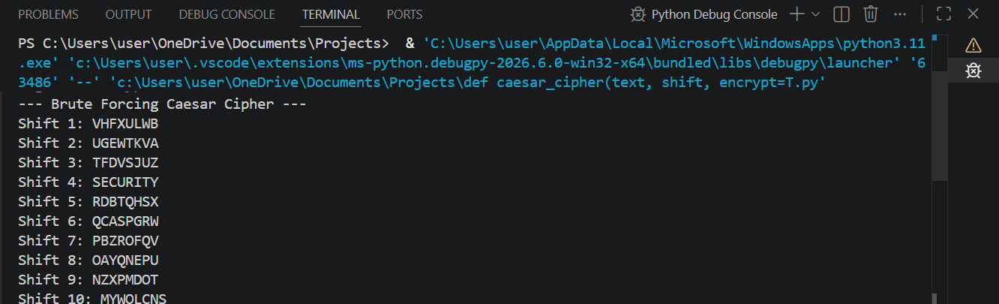 PROBLEMS OUTPUT DEBUG CONSOLE TERMINAL PORTS Python Debug Console
PS C:\Users\user\OneDrive\Documents\Projects>  & 'C:\Users\user\AppData\Local\Microsoft\WindowsApps\python3.11
.exe' 'c:\Users\user\.vscode\extensions\ms-python.debugpy-2026.6.0-win32-x64\bundled\libs\debugpy\launcher' '6
3486' '--' 'c:\Users\user\OneDrive\Documents\Projects\def caesar_cipher(text, shift, encrypt=T.py'
--- Brute Forcing Caesar Cipher ---
Shift 1: VHFXULWB
Shift 2: UGEWTKVA
Shift 3: TFDVSJUZ
Shift 4: SECURITY
Shift 5: RDBTQHSX
Shift 6: QCASPGRW
Shift 7: PBZROFQV
Shift 8: OAYQNEPU
Shift 9: NZXPMDOT
Shift 10: MYWOLCNS